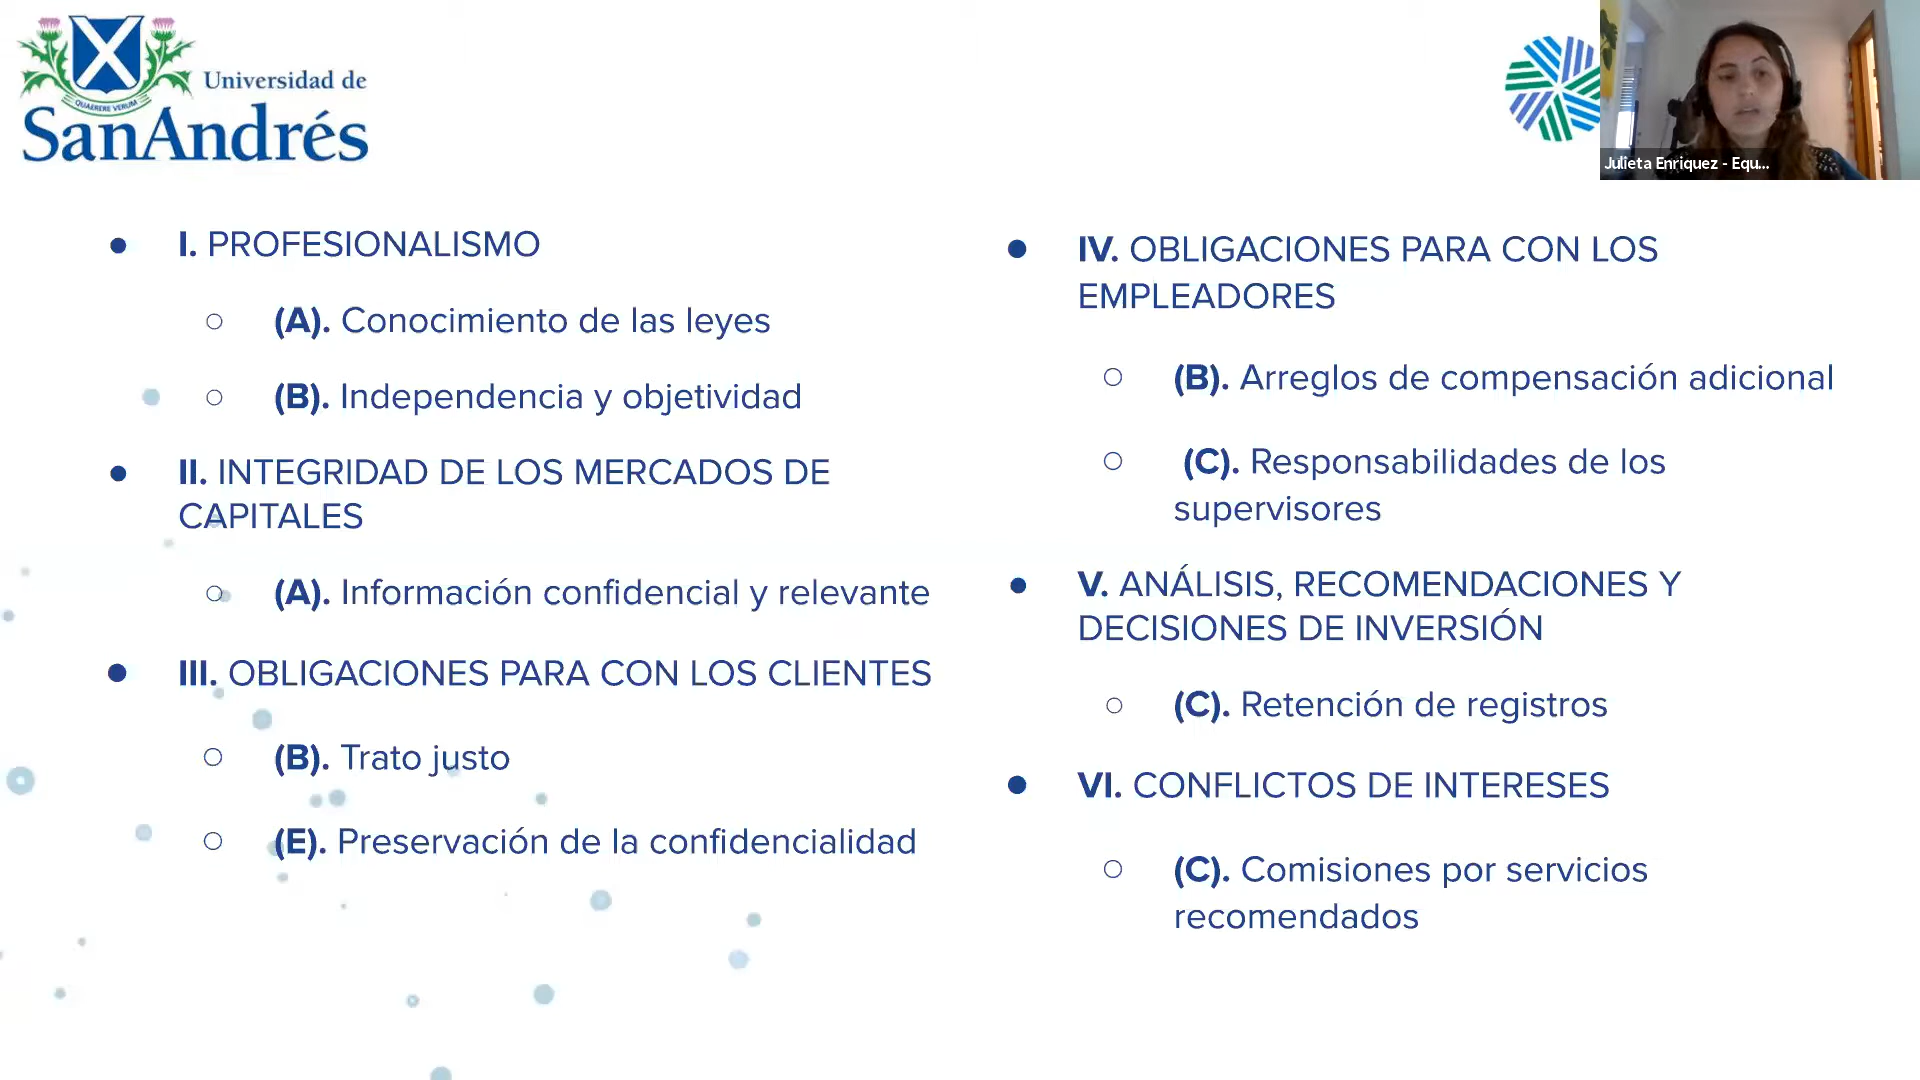 QUAERERE VERUM
Universidad de
SanAndrés
Julieta Enriquez - Equ...
I. PROFESIONALISMO
(A). Conocimiento de las leyes
(B). Independencia y objetividad
II. INTEGRIDAD DE LOS MERCADOS DE
CAPITALES
(A). Información confidencial y relevante
III. OBLIGACIONES PARA CON LOS CLIENTES
(B). Trato justo
(E). Preservación de la confidencialidad
IV. OBLIGACIONES PARA CON LOS
EMPLEADORES
(B). Arreglos de compensación adicional
(C). Responsabilidades de los
supervisores
V. ANÁLISIS, RECOMENDACIONES Y
DECISIONES DE INVERSIÓN
(C). Retención de registros
VI. CONFLICTOS DE INTERESES
(C). Comisiones por servicios
recomendados